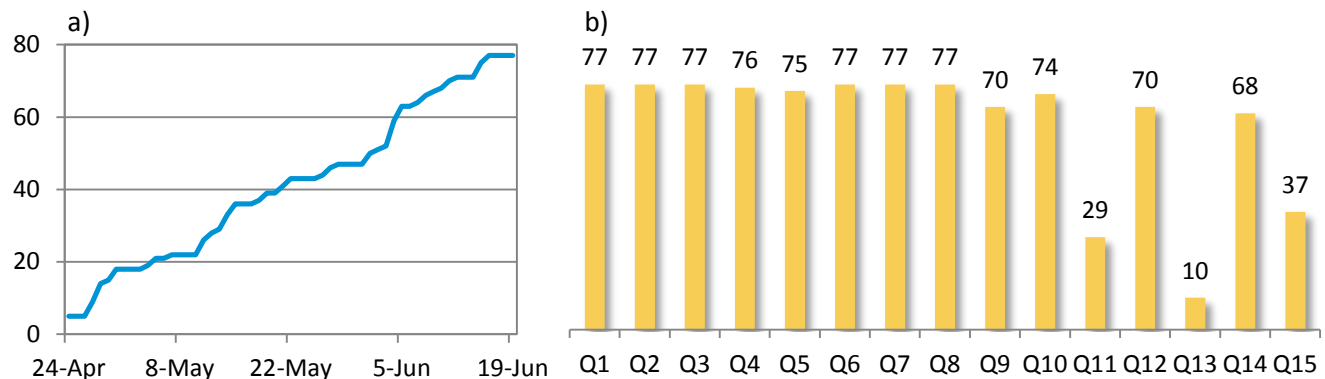 a)
80
60
40
20
0
24-Apr 8-May 22-May 5-Jun 19-Jun
b)
77 77 77 76 75 77 77 77 70 74 29 70 10 68 37
Q1 Q2 Q3 Q4 Q5 Q6 Q7 Q8 Q9 Q10 Q11 Q12 Q13 Q14 Q15